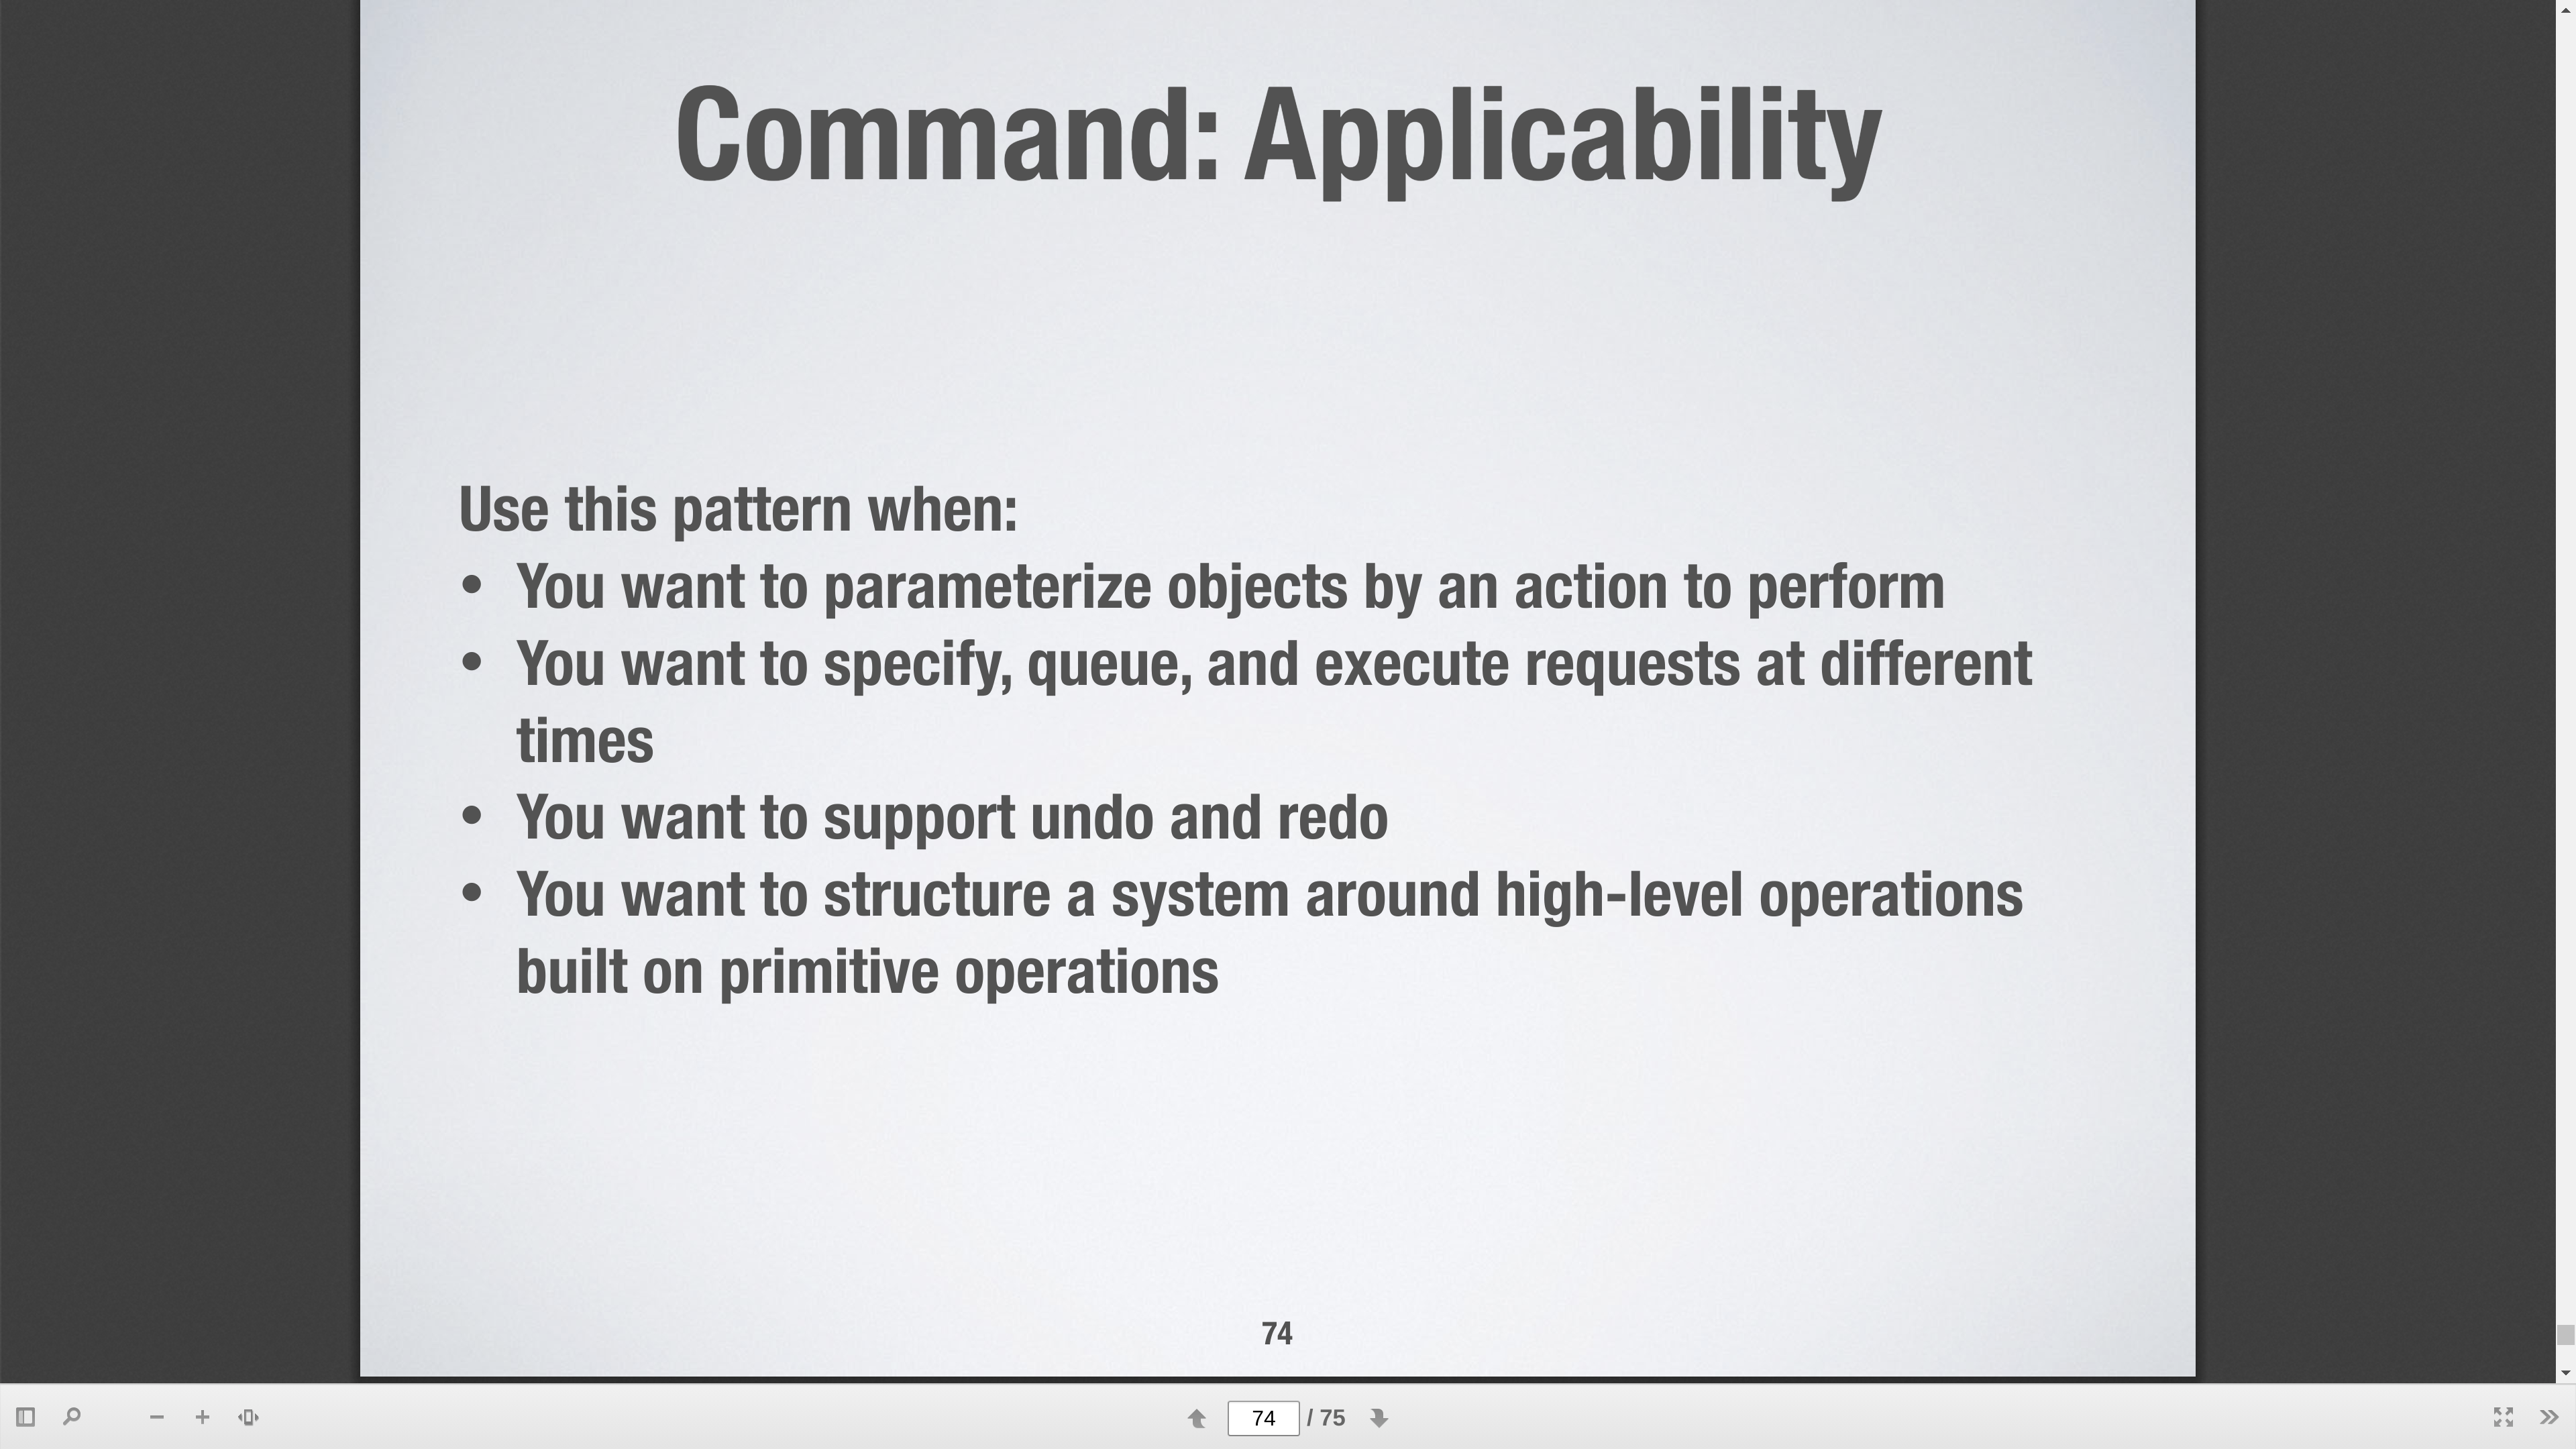 Command: Applicability
Use this pattern when:
• You want to parameterize objects by an action to perform
• You want to specify, queue, and execute requests at different
times
• You want to support undo and redo
• You want to structure a system around high-level operations
built on primitive operations
74
74 / 75